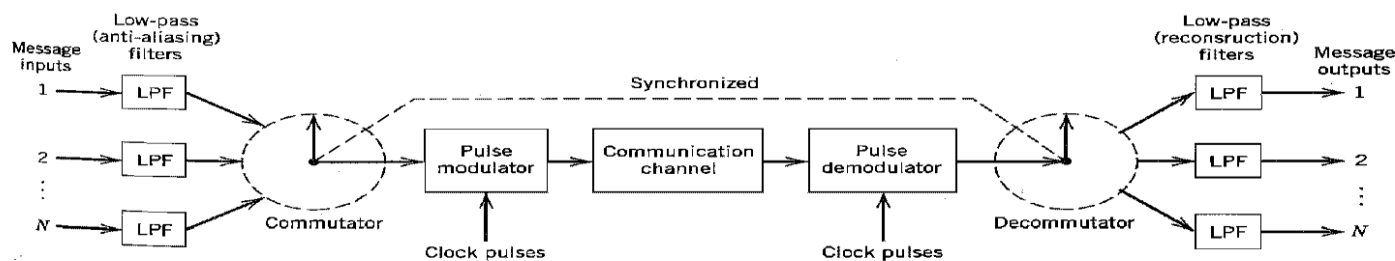 Low-pass
(anti-aliasing)
filters
Message
inputs
1
LPF
2
LPF
⋮
N
LPF
Commutator
Synchronized
Pulse
modulator
Clock pulses
Communication
channel
Pulse
demodulator
Clock pulses
Decommutator
Low-pass
(reconsruction)
filters
Message
outputs
LPF
1
LPF
2
⋮
LPF
N